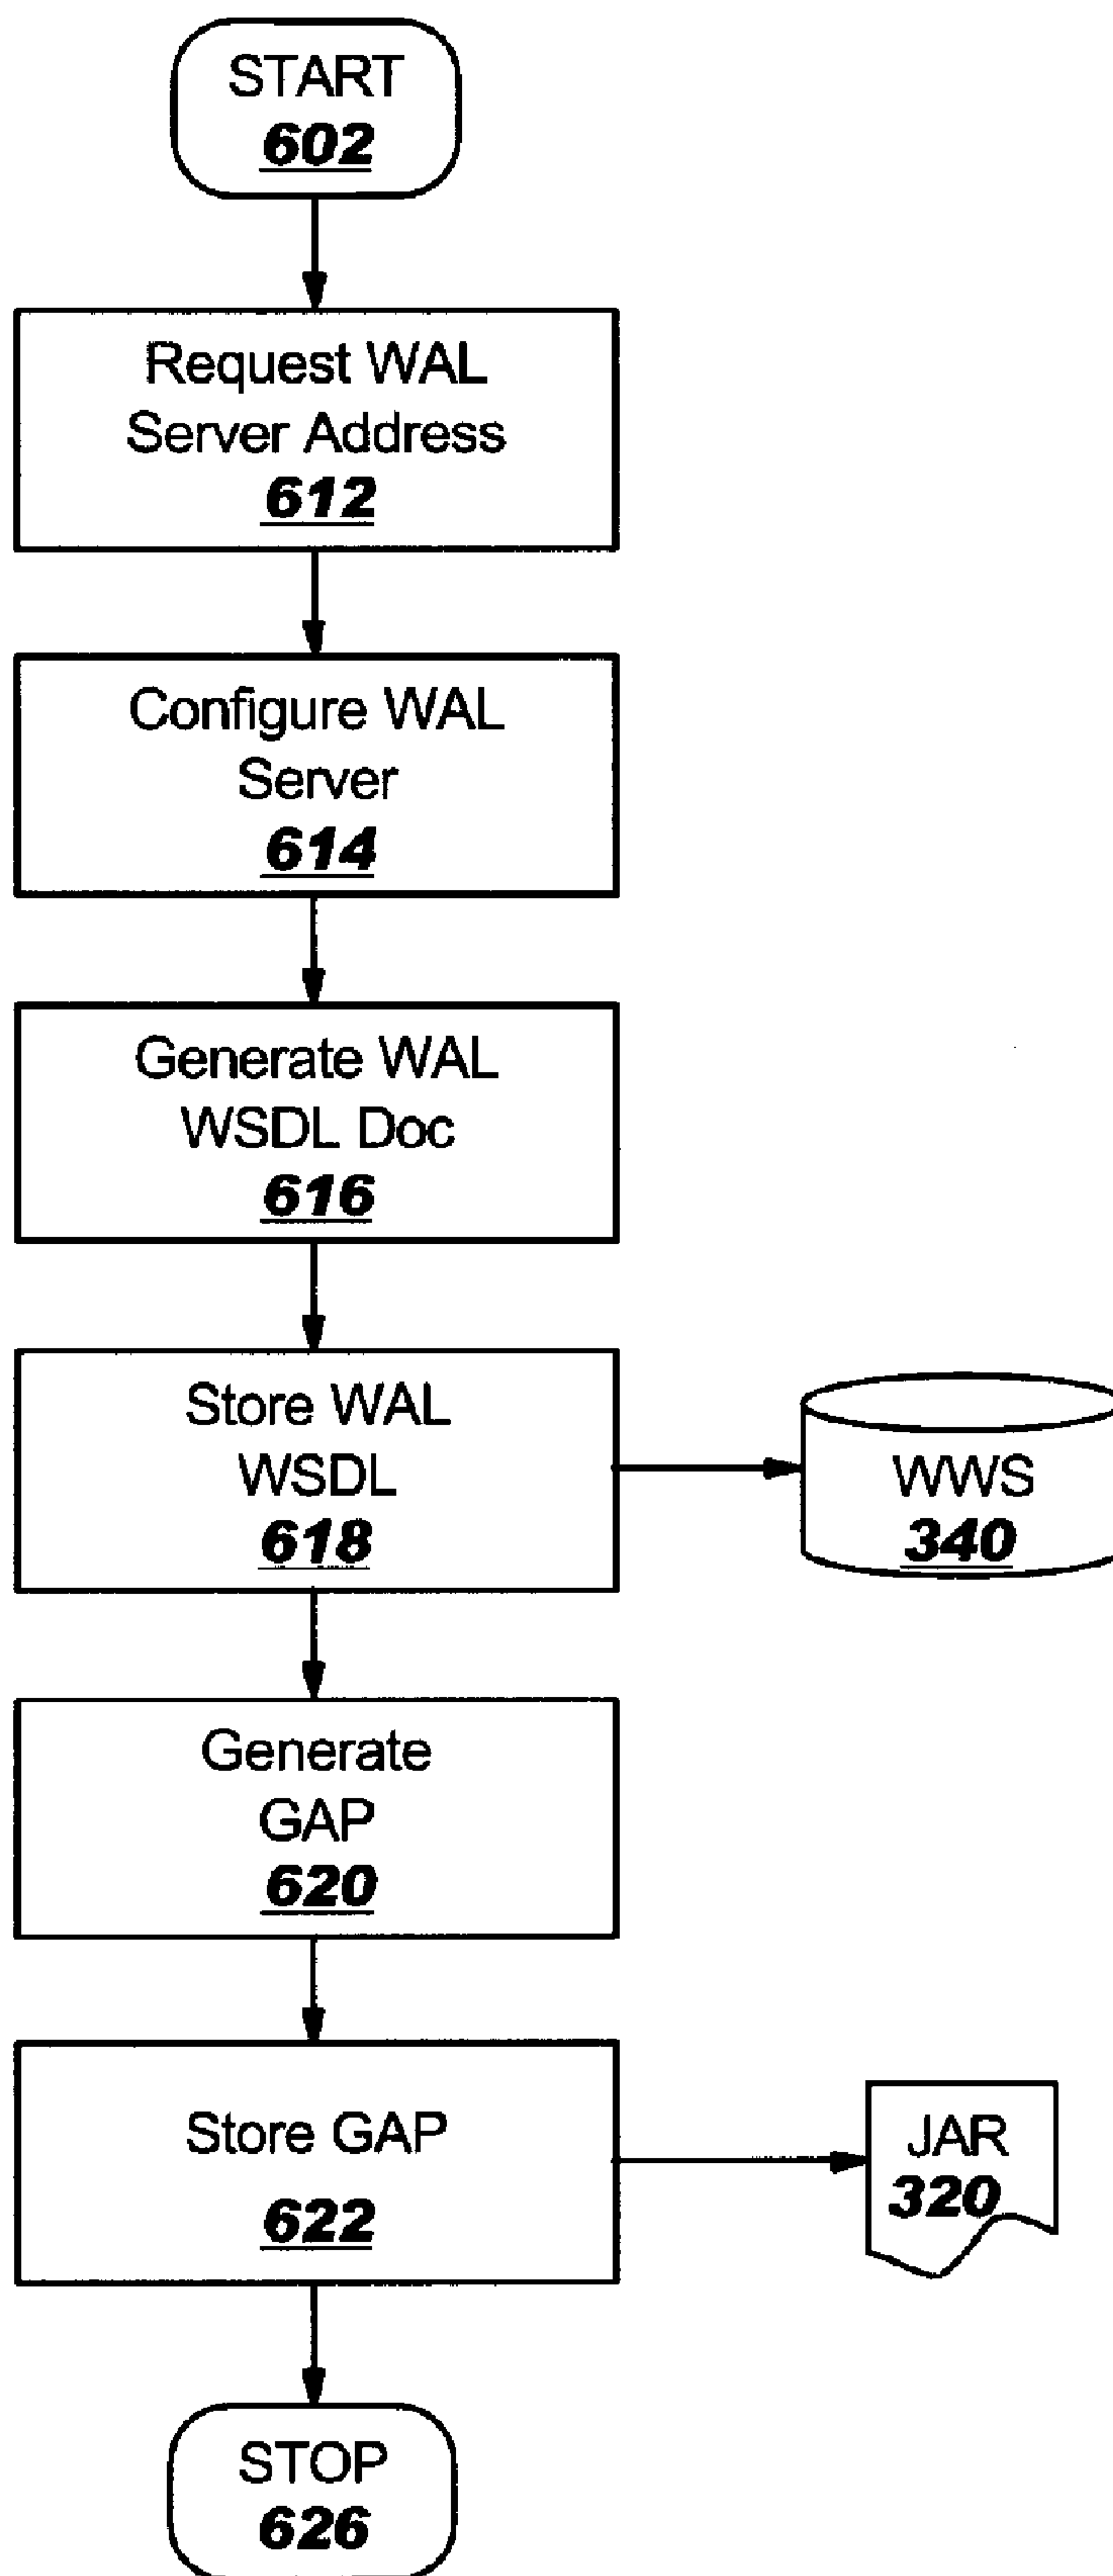 START
602
Request WAL
Server Address
612
Configure WAL
Server
614
Generate WAL
WSDL Doc
616
Store WAL
WSDL
618
WWS
340
Generate
GAP
620
Store GAP
622
JAR
320
STOP
626